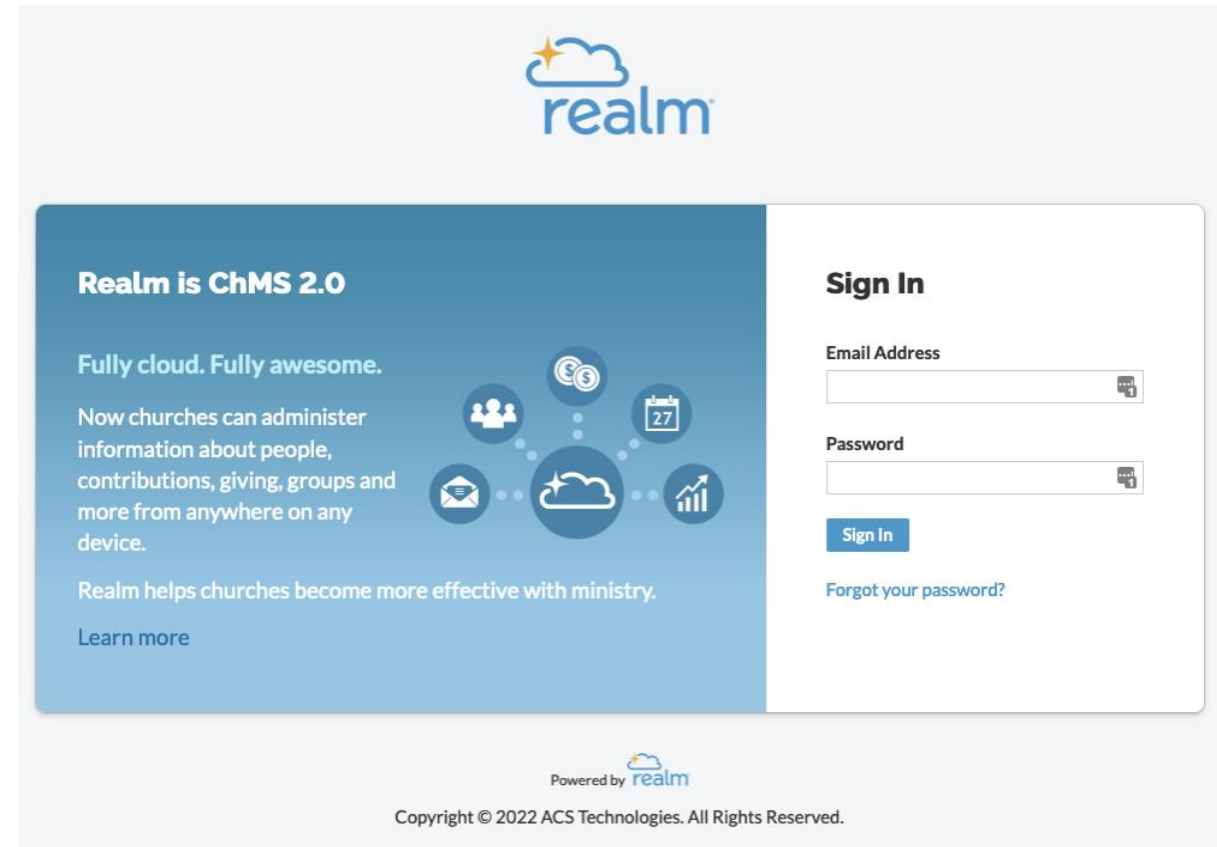 realm
Realm is ChMS 2.0
Fully cloud. Fully awesome.
Now churches can administer
information about people,
contributions, giving, groups and
more from anywhere on any
device.
Realm helps churches become more effective with ministry.
Learn more
27
Sign In
Email Address
1
Password
1
Sign In
Forgot your password?
Powered by realm
Copyright © 2022 ACS Technologies. All Rights Reserved.